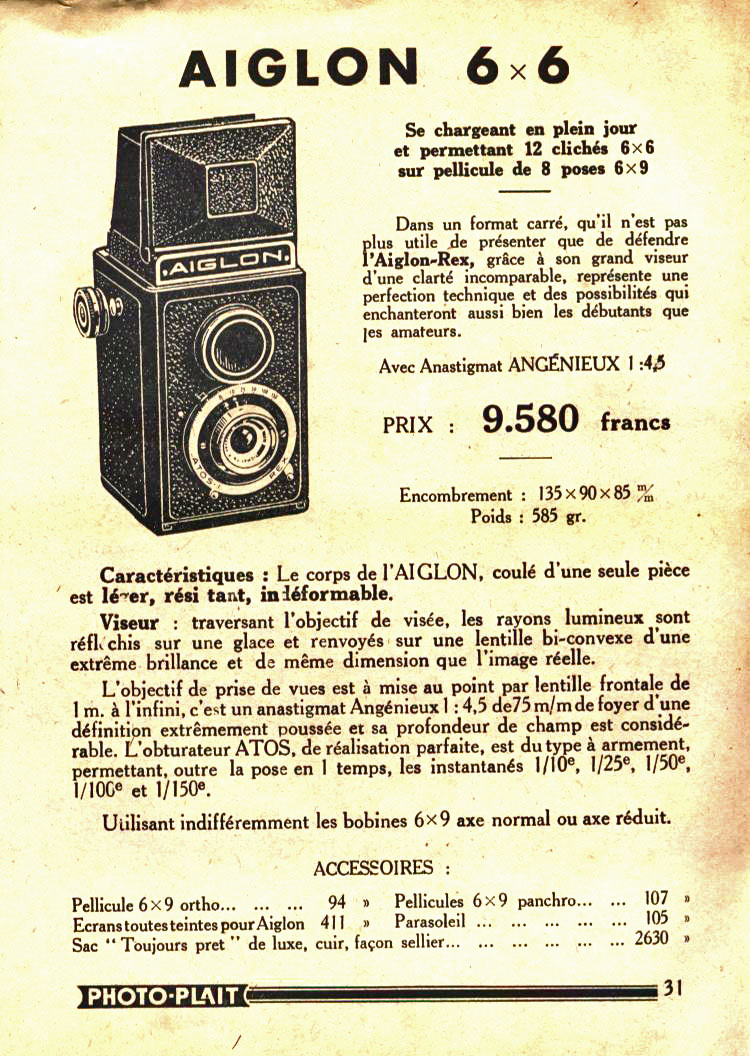 AIGLON 6×6
Se chargeant en plein jour
et permettant 12 clichés 6×6
sur pellicule de 8 poses 6×9
Dans un format carré, qu'il n'est pas
plus utile de présenter que de défendre
l'Aiglon-Rex, grâce à son grand viseur
d'une clarté incomparable, représente une
perfection technique et des possibilités qui
enchanteront aussi bien les débutants que
les amateurs.
Avec Anastigmat ANGÉNIEUX 1 :4,5
PRIX : 9.580 francs
Encombrement : 135×90×85 m/m
Poids : 585 gr.
•AIGLON•
ATOS-1 REX
Caractéristiques : Le corps de l'AIGLON, coulé d'une seule pièce
est léger, résistant, indéformable.
Viseur : traversant l'objectif de visée, les rayons lumineux sont
réfléchis sur une glace et renvoyés sur une lentille bi-convexe d'une
extrême brillance et de même dimension que l'image réelle.
L'objectif de prise de vues est à mise au point par lentille frontale de
1 m. à l'infini, c'est un anastigmat Angénieux 1 : 4,5 de 75 m/m de foyer d'une
définition extrêmement poussée et sa profondeur de champ est considé-
rable. L'obturateur ATOS, de réalisation parfaite, est du type à armement,
permettant, outre la pose en 1 temps, les instantanés 1/10e, 1/25e, 1/50e,
1/100e et 1/150e.
Utilisant indifféremment les bobines 6×9 axe normal ou axe réduit.
ACCESSOIRES :
Pellicule 6×9 ortho... ... ... 94 » Pellicules 6×9 panchro... ... 107 »
Ecrans toutes teintes pour Aiglon 411 » Parasoleil ... ... ... ... ... 105 »
Sac "Toujours pret" de luxe, cuir, façon sellier... ... ... ... ... ... 2630 »
PHOTO-PLAIT 31